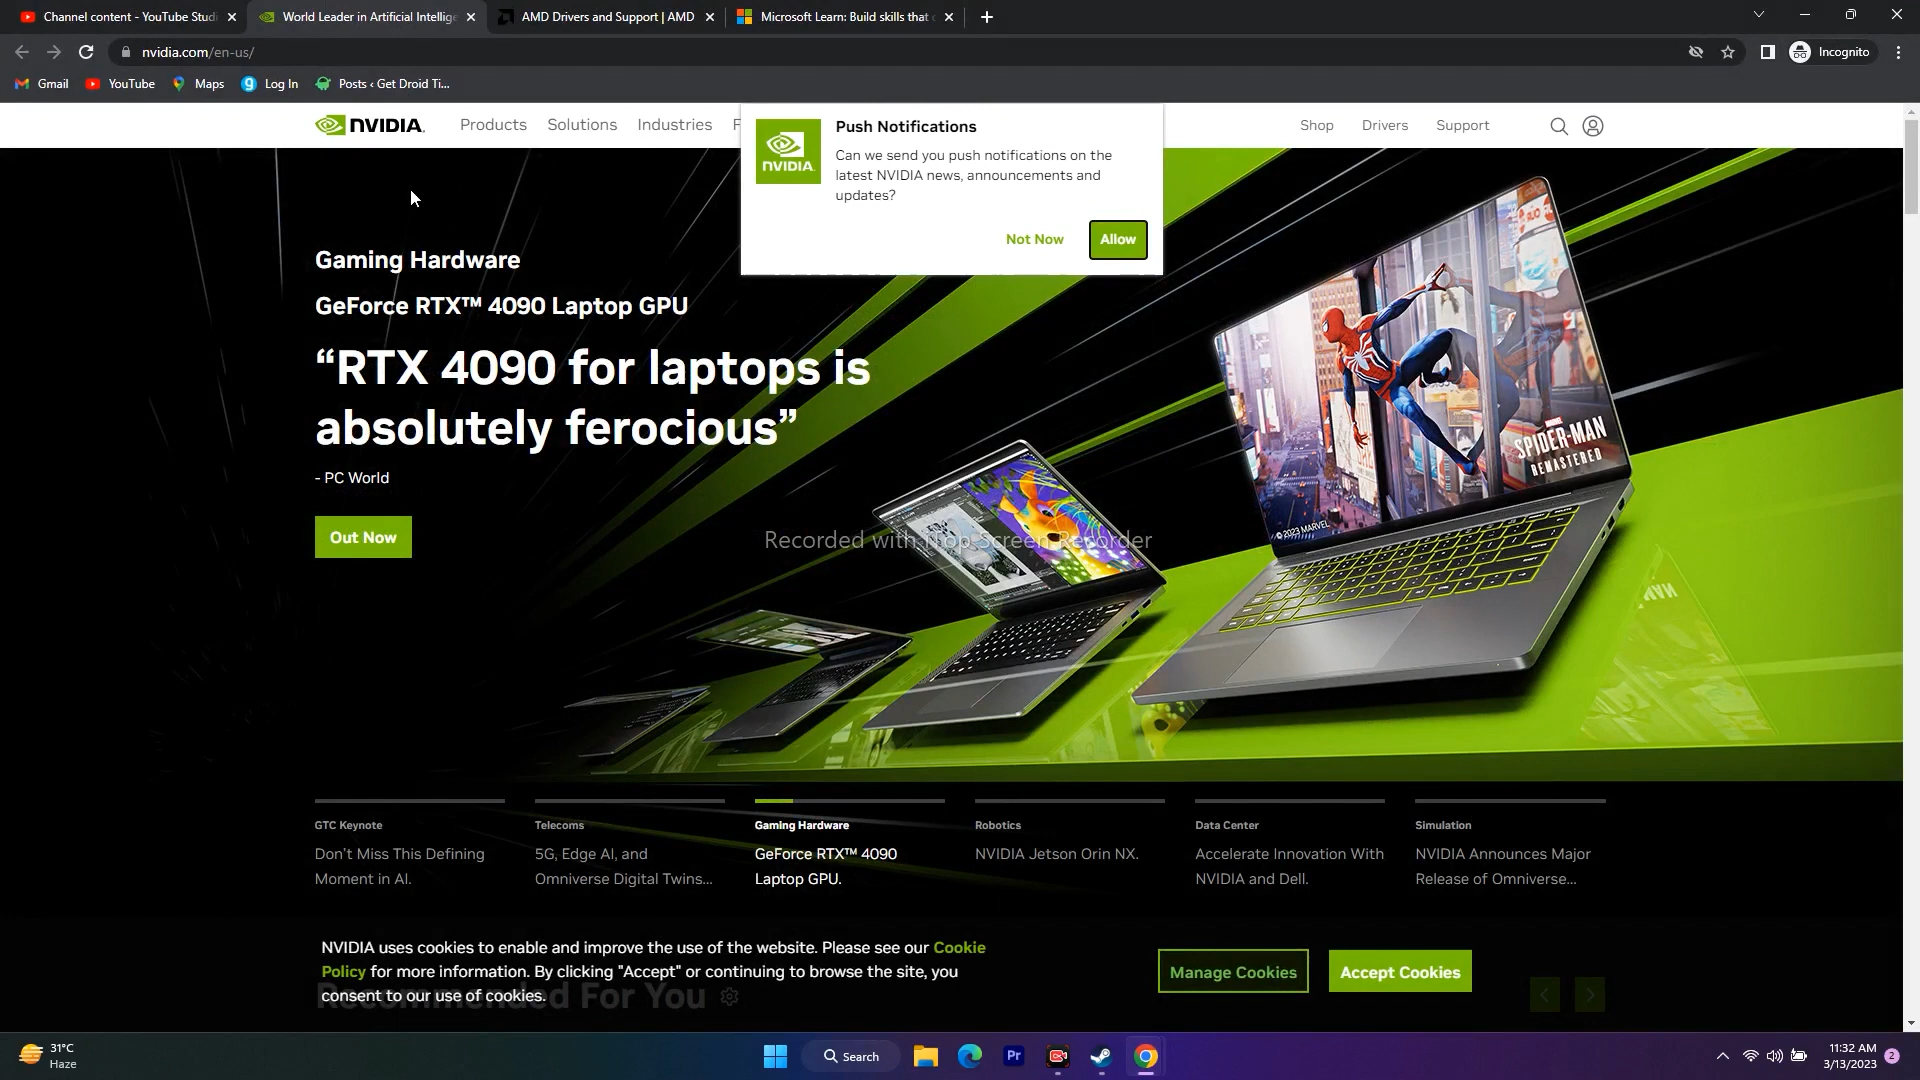 Channel content - YouTube Studi
World Leader in Artificial Intellige
AMD Drivers and Support | AMD
Microsoft Learn: Build skills that
nvidia.com/en-us/
Incognito
Gmail
YouTube
Maps
Log In
Posts ‹ Get Droid Ti...
NVIDIA.
Products
Solutions
Industries
F
Shop
Drivers
Support
NVIDIA.
Push Notifications
Can we send you push notifications on the
latest NVIDIA news, announcements and
updates?
Not Now
Allow
Gaming Hardware
GeForce RTX™ 4090 Laptop GPU
“RTX 4090 for laptops is
absolutely ferocious”
- PC World
Out Now
SPIDER-MAN
REMASTERED
© 2023 MARVEL
Recorded with iTop Screen Recorder
GTC Keynote
Don't Miss This Defining
Moment in AI.
Telecoms
5G, Edge AI, and
Omniverse Digital Twins...
Gaming Hardware
GeForce RTX™ 4090
Laptop GPU.
Robotics
NVIDIA Jetson Orin NX.
Data Center
Accelerate Innovation With
NVIDIA and Dell.
Simulation
NVIDIA Announces Major
Release of Omniverse...
NVIDIA uses cookies to enable and improve the use of the website. Please see our Cookie
Policy for more information. By clicking "Accept" or continuing to browse the site, you
consent to our use of cookies.
Manage Cookies
Accept Cookies
Recommended For You
31°C
Haze
Search
Pr
11:32 AM
3/13/2023
2